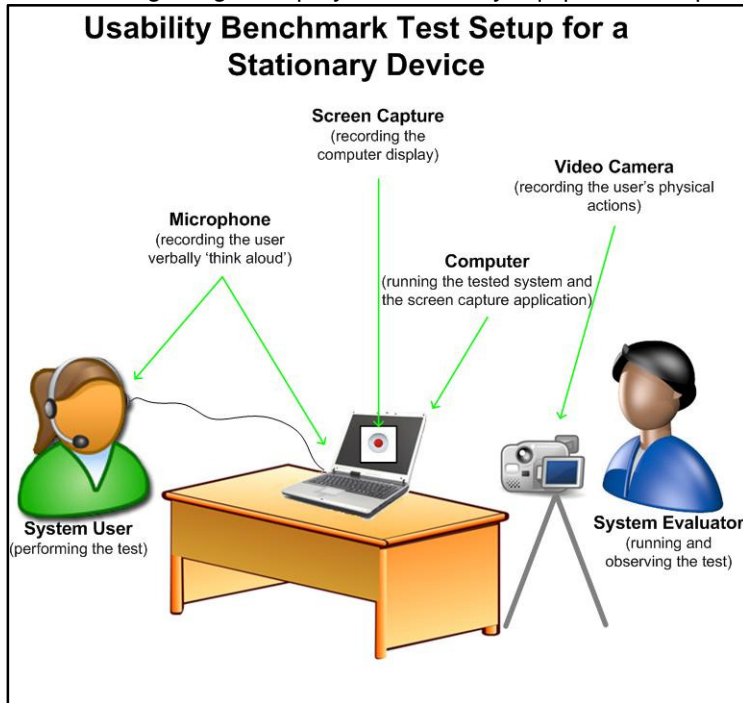 Usability Benchmark Test Setup for a
Stationary Device
Screen Capture
(recording the
computer display)
Video Camera
(recording the user's physical
actions)
Microphone
(recording the user
verbally 'think aloud')
Computer
(running the tested system and
the screen capture application)
System User
(performing the test)
System Evaluator
(running and
observing the test)